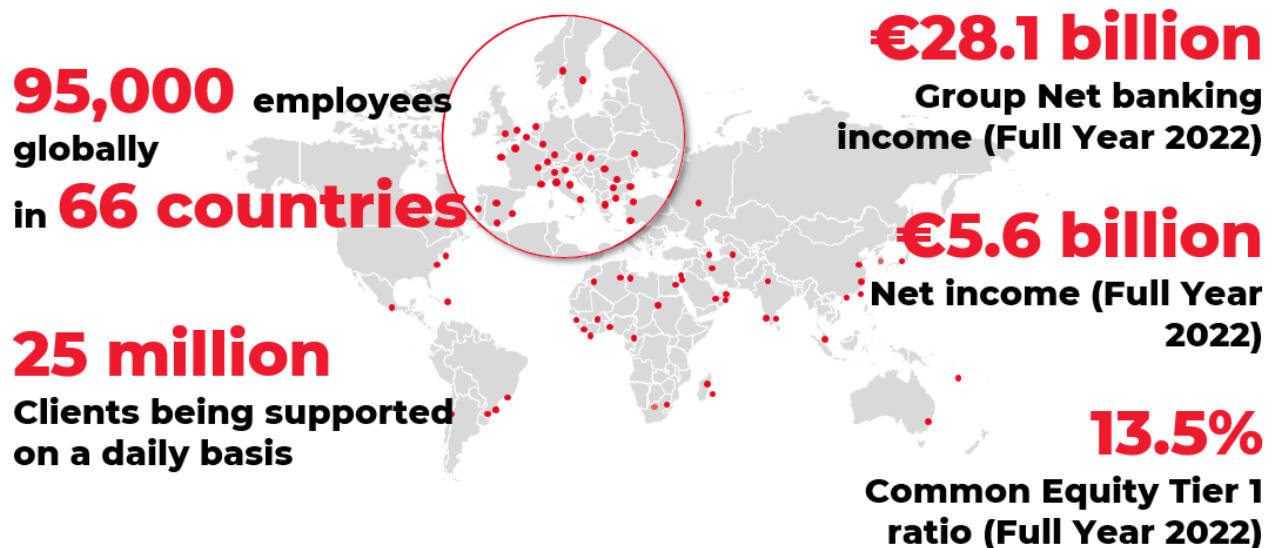 95,000 employees
globally
in 66 countries
25 million
Clients being supported
on a daily basis
€28.1 billion
Group Net banking
income (Full Year 2022)
€5.6 billion
Net income (Full Year
2022)
13.5%
Common Equity Tier 1
ratio (Full Year 2022)